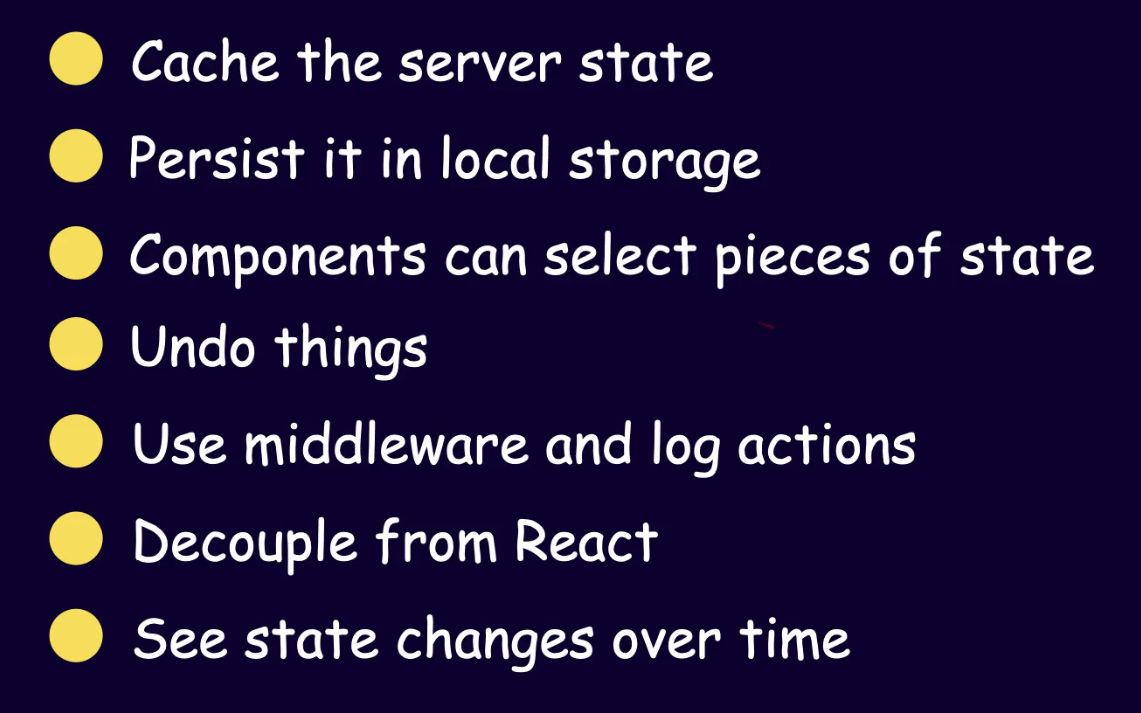 Cache the server state
Persist it in local storage
Components can select pieces of state
Undo things
Use middleware and log actions
Decouple from React
See state changes over time